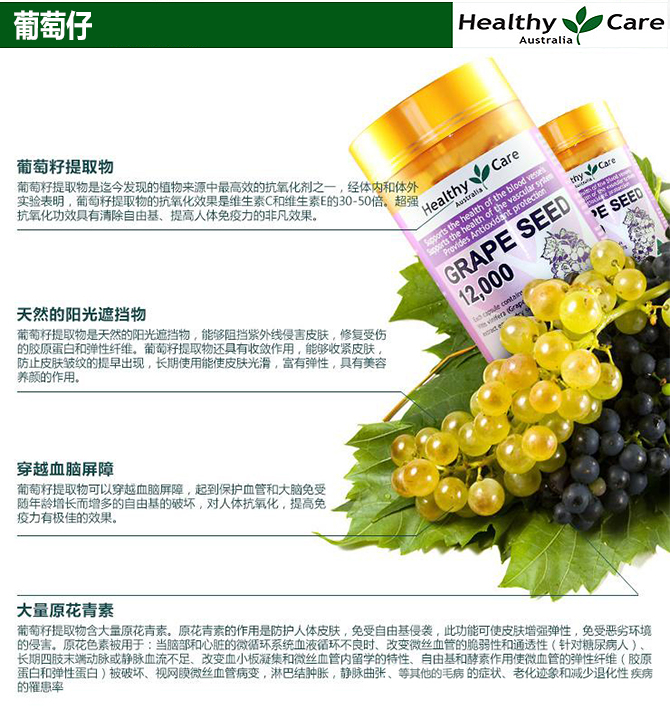 葡萄仔
Healthy Care
Australia
葡萄籽提取物
葡萄籽提取物是迄今发现的植物来源中最高效的抗氧化剂之一，经体内和体外
实验表明，葡萄籽提取物的抗氧化效果是维生素C和维生素E的30-50倍。超强
抗氧化功效具有清除自由基、提高人体免疫力的非凡效果。
Healthy Care
Australia
Supports the health of the blood vessels
Supports the health of the vascular system
Provides Antioxidant protection
GRAPE SEED
12,000
Each capsule contains
Vitis vinifera (Grape
天然的阳光遮挡物
葡萄籽提取物是天然的阳光遮挡物，能够阻挡紫外线侵害皮肤，修复受伤
的胶原蛋白和弹性纤维。葡萄籽提取物还具有收敛作用，能够收紧皮肤，
防止皮肤皱纹的提早出现，长期使用能使皮肤光滑，富有弹性，具有美容
养颜的作用。
穿越血脑屏障
葡萄籽提取物可以穿越血脑屏障，起到保护血管和大脑免受
随年龄增长而增多的自由基的破坏，对人体抗氧化，提高免
疫力有极佳的效果。
大量原花青素
葡萄籽提取物含大量原花青素。原花青素的作用是防护人体皮肤，免受自由基侵袭，此功能可使皮肤增强弹性，免受恶劣环境
的侵害。原花色素被用于：当脑部和心脏的微循环系统血液循环不良时、改变微丝血管的脆弱性和通透性（针对糖尿病人）、
长期四肢末端动脉或静脉血流不足、改变血小板凝集和微丝血管内留学的特性、自由基和酵素作用使微血管的弹性纤维（胶原
蛋白和弹性蛋白）被破坏、视网膜微丝血管病变，淋巴结肿胀，静脉曲张、等其他的毛病 的症状、老化迹象和减少退化性 疾病
的罹患率